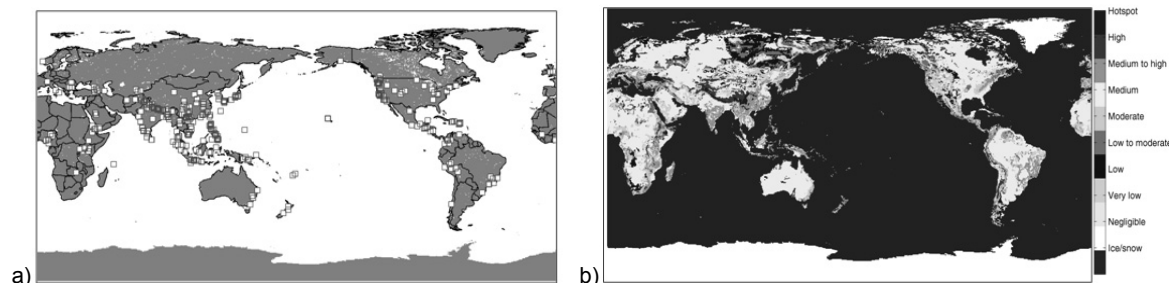 a)
b)
Hotspot
High
Medium to high
Medium
Moderate
Low to moderate
Low
Very low
Negligible
Ice/snow